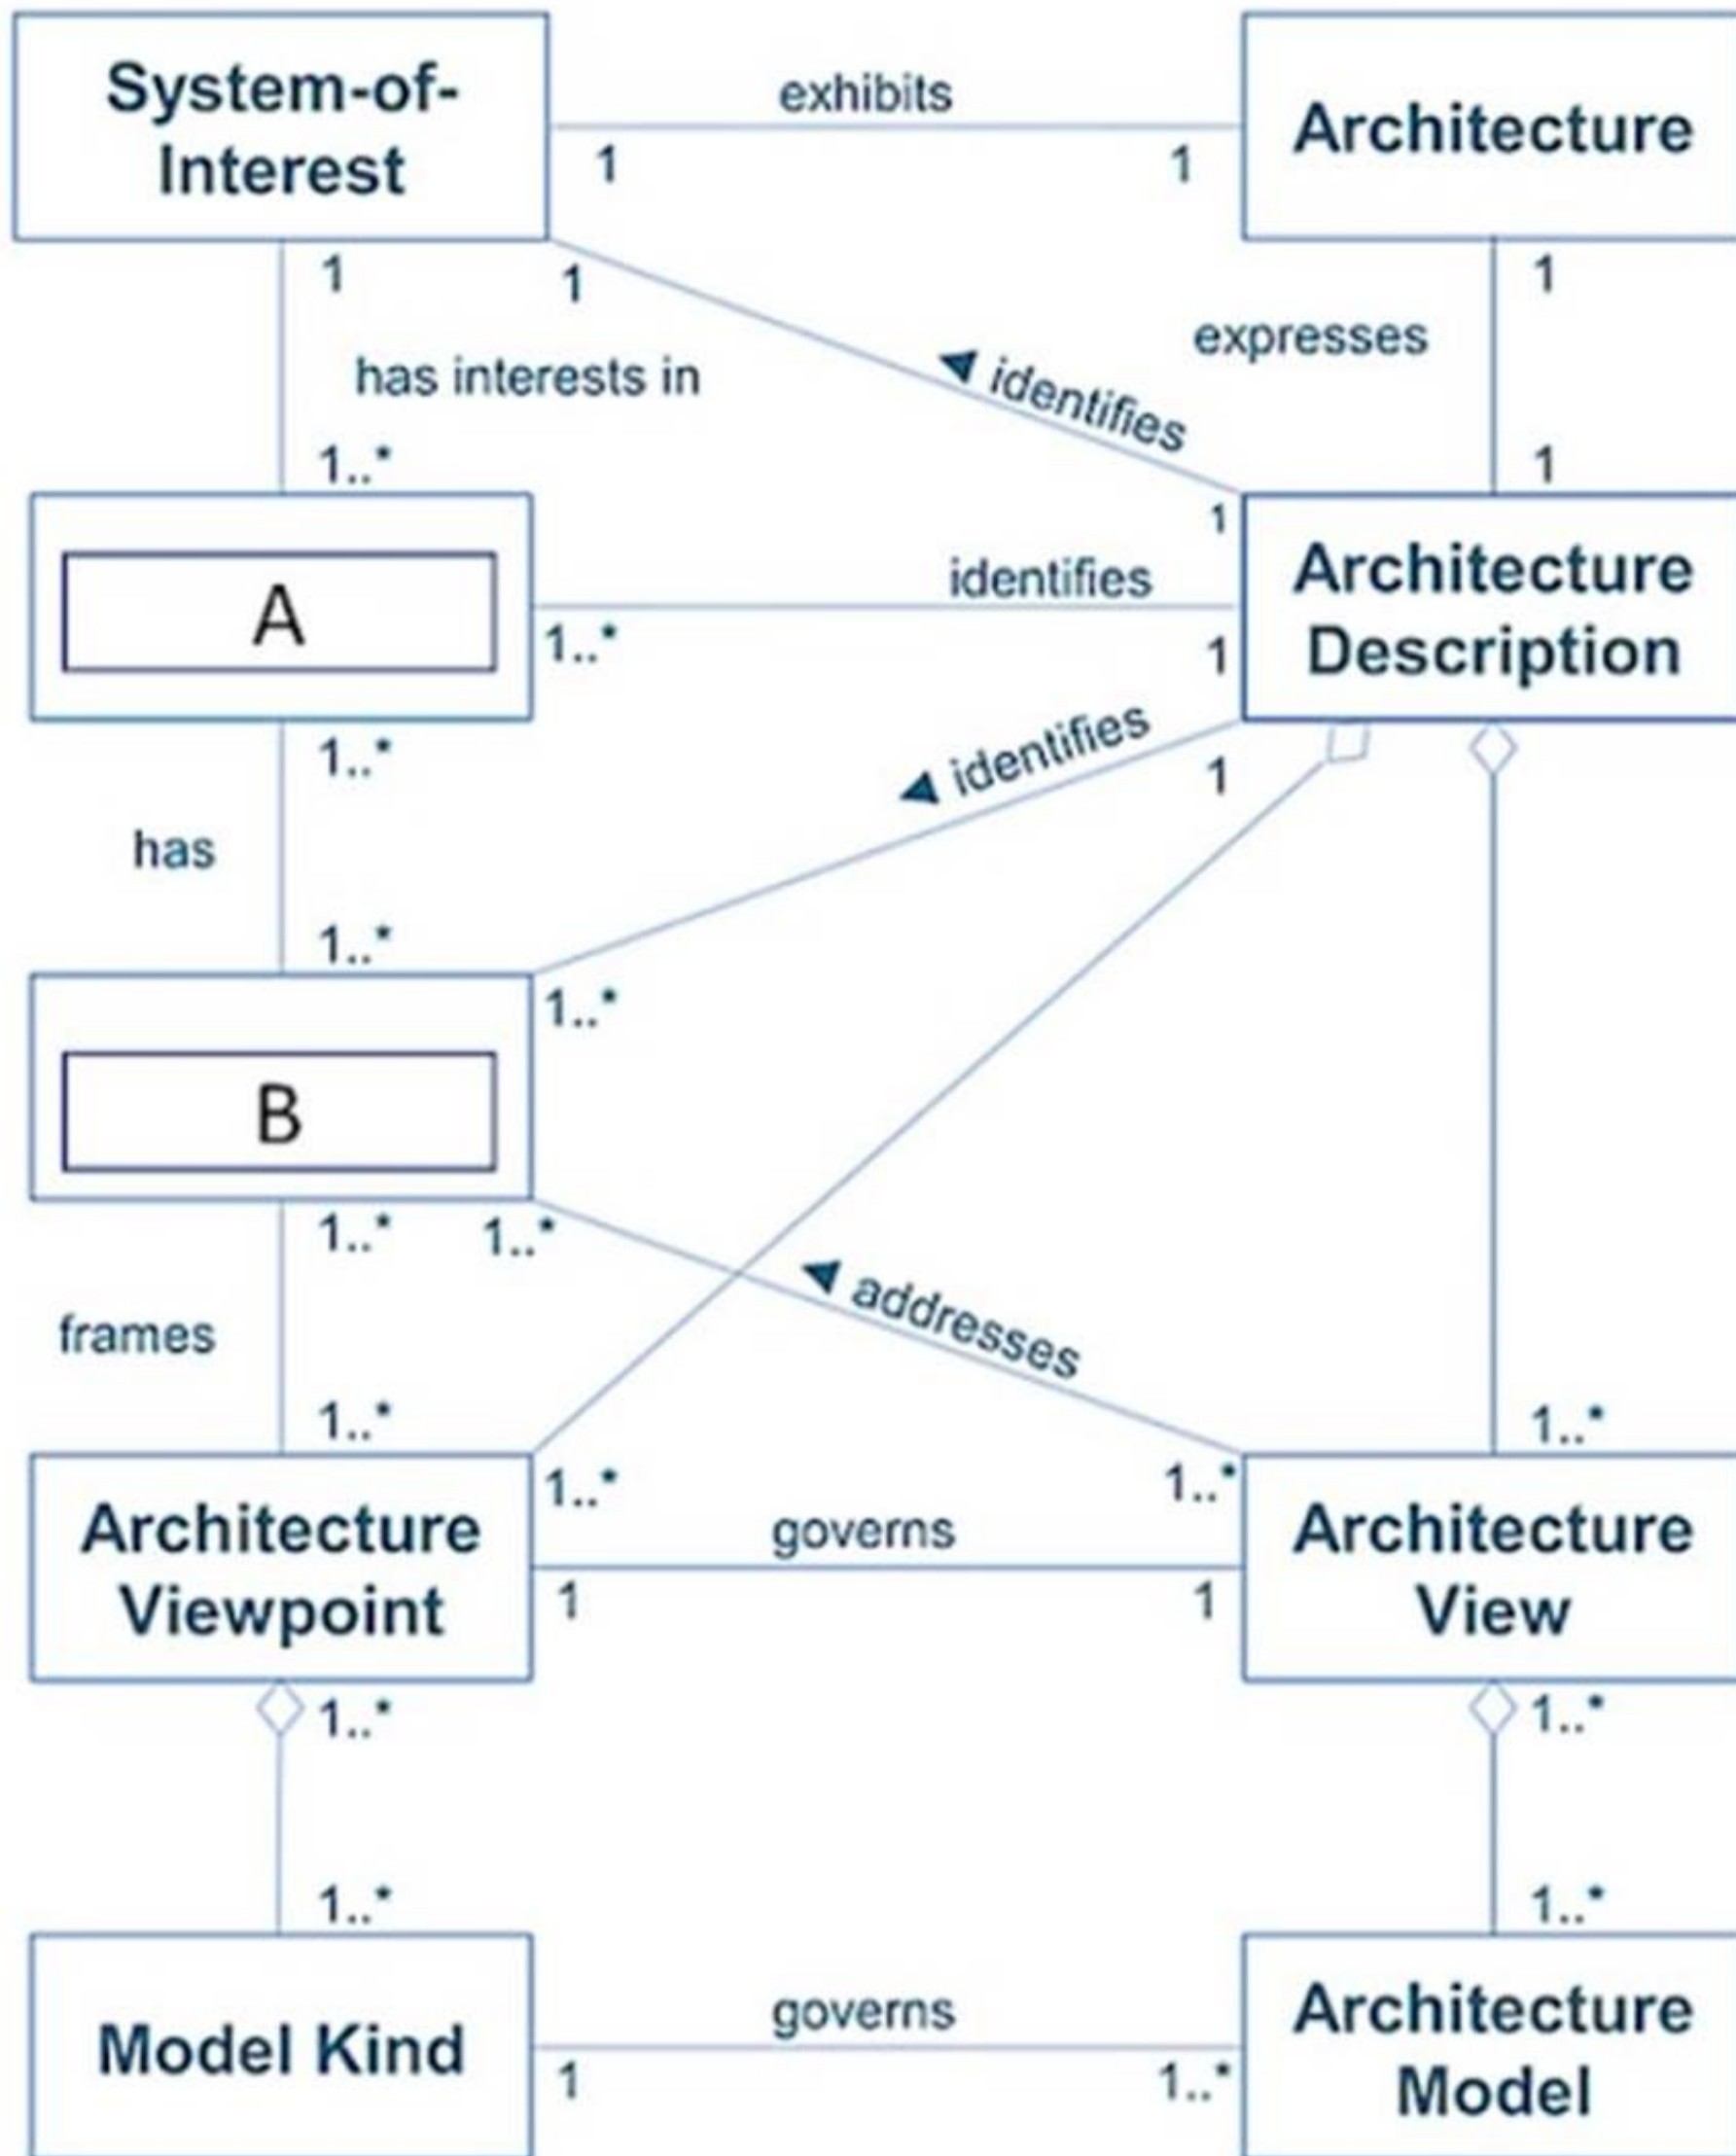 System-of-
Interest
exhibits
1
1
Architecture
1
1
1
has interests in
identifies
expresses
1..*
1
1
A
identifies
1..*
1
Architecture
Description
1..*
identifies
1
has
1..*
1..*
B
1..*
1..*
addresses
frames
1..*
1..*
Architecture
Viewpoint
1..*
governs
1..*
1
1
Architecture
View
1..*
1..*
1..*
1..*
Model Kind
governs
1
1..*
Architecture
Model